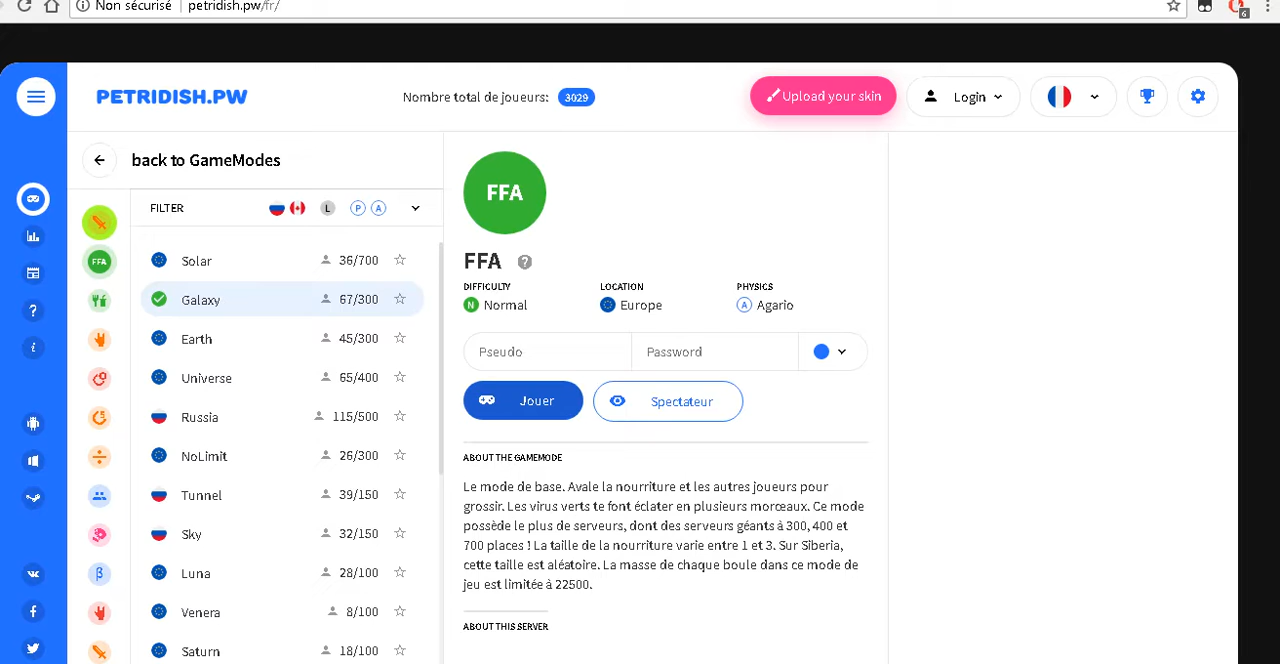 Non sécurisé petridish.pw/fr/
6
PETRIDISH.PW
Nombre total de joueurs: 3029
Upload your skin
Login
back to GameModes
FILTER L P A
FFA
Solar 36/700
Galaxy 67/300
Earth 45/300
Universe 65/400
Russia 115/500
NoLimit 26/300
Tunnel 39/150
Sky 32/150
Luna 28/100
β
Venera 8/100
Saturn 18/100
FFA
FFA ?
DIFFICULTY LOCATION PHYSICS
N Normal Europe A Agario
Pseudo Password
Jouer Spectateur
ABOUT THE GAMEMODE
Le mode de base. Avale la nourriture et les autres joueurs pour
grossir. Les virus verts te font éclater en plusieurs morceaux. Ce mode
possède le plus de serveurs, dont des serveurs géants à 300, 400 et
700 places ! La taille de la nourriture varie entre 1 et 3. Sur Siberia,
cette taille est aléatoire. La masse de chaque boule dans ce mode de
jeu est limitée à 22500.
ABOUT THIS SERVER